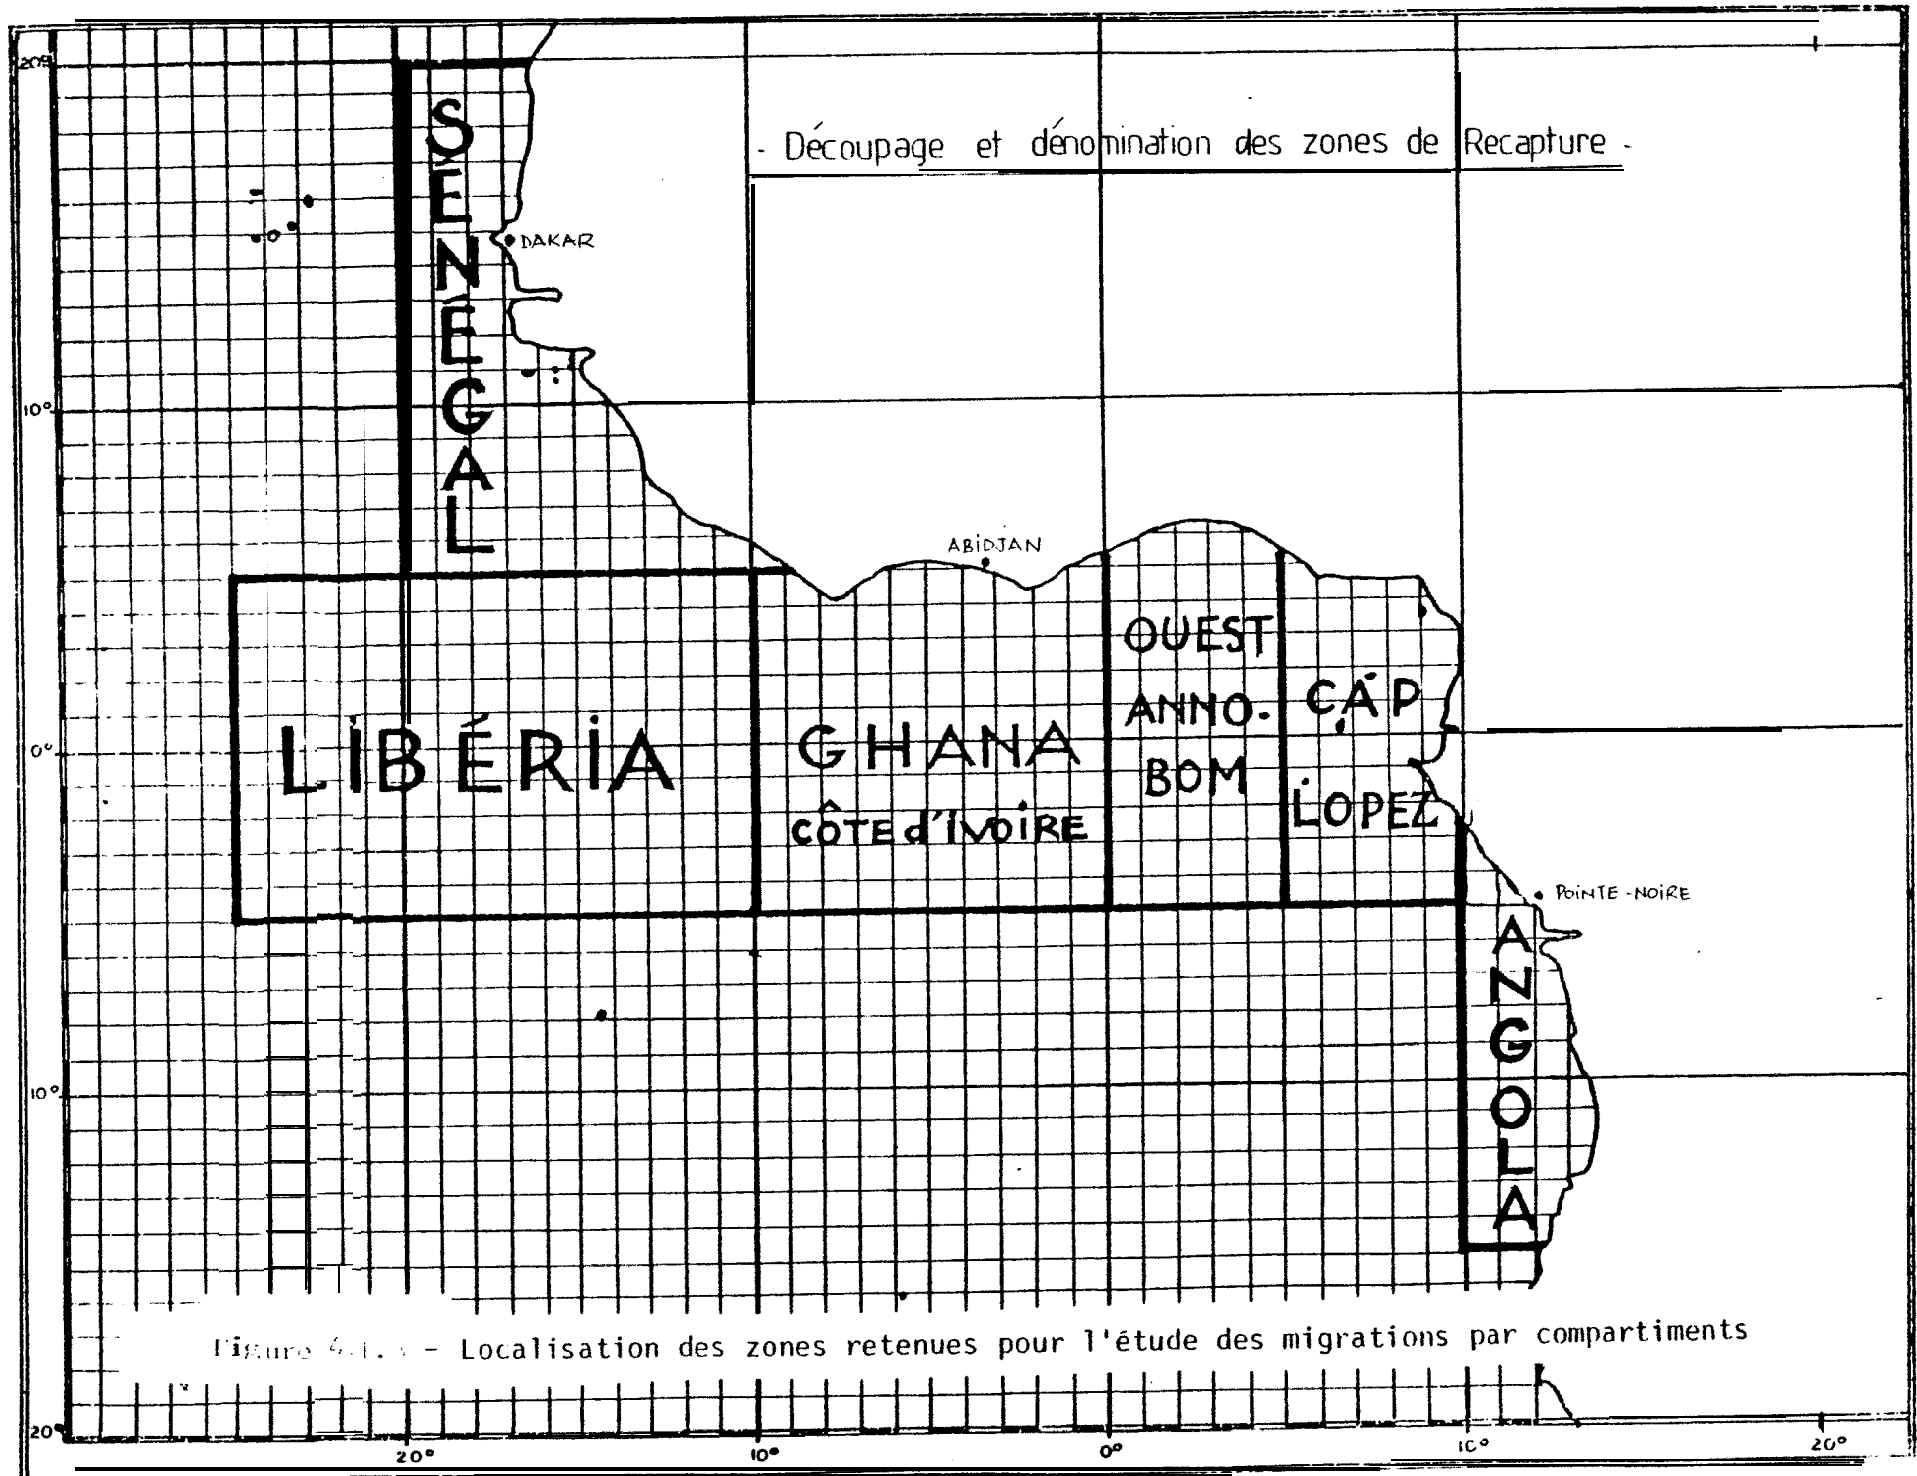 20°
- Découpage et dénomination des zones de Recapture -
SÉNÉGAL
DAKAR
10°
ABIDJAN
OUEST
ANNO-
BOM
CAP
LOPEZ
0°
LIBÉRIA
GHANA
CÔTE d'IVOIRE
POINTE-NOIRE
ANGOLA
10°
- Localisation des zones retenues pour l'étude des migrations par compartiments
20°
20° 10° 0° 10° 20°